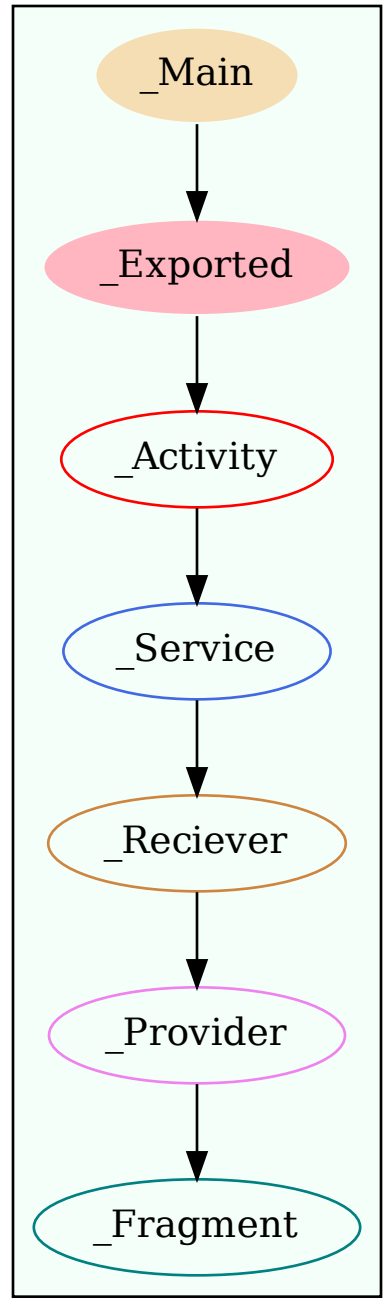 _Main
_Exported
_Activity
_Service
_Reciever
_Provider
_Fragment